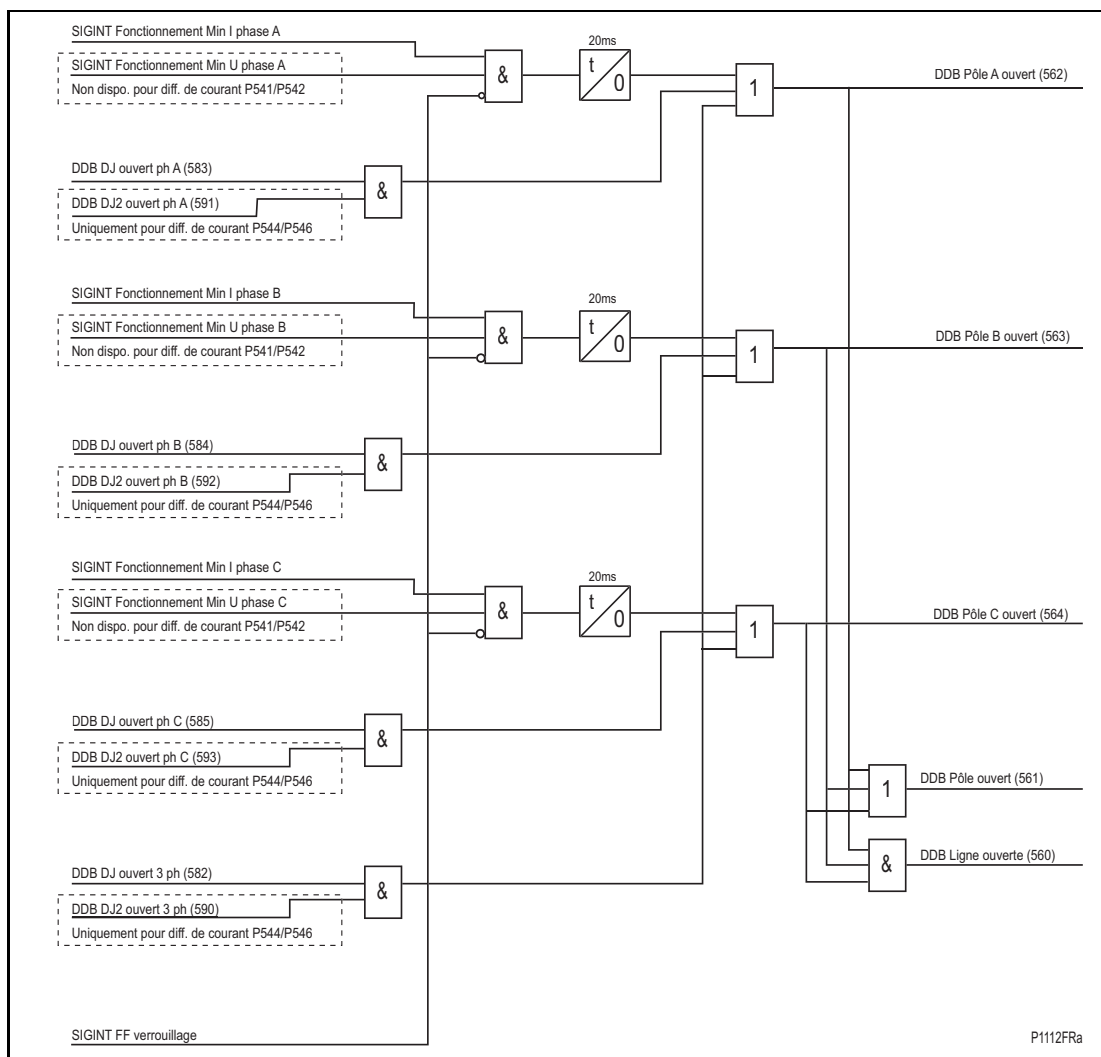 SIGINT Fonctionnement Min I phase A
SIGINT Fonctionnement Min U phase A
Non dispo. pour diff. de courant P541/P542
&
20ms
t
0
1
DDB Pôle A ouvert (562)
DDB DJ ouvert ph A (583)
DDB DJ2 ouvert ph A (591)
Uniquement pour diff. de courant P544/P546
&
SIGINT Fonctionnement Min I phase B
SIGINT Fonctionnement Min U phase B
Non dispo. pour diff. de courant P541/P542
&
20ms
t
0
1
DDB Pôle B ouvert (563)
DDB DJ ouvert ph B (584)
DDB DJ2 ouvert ph B (592)
Uniquement pour diff. de courant P544/P546
&
SIGINT Fonctionnement Min I phase C
SIGINT Fonctionnement Min U phase C
Non dispo. pour diff. de courant P541/P542
&
20ms
t
0
1
DDB Pôle C ouvert (564)
DDB DJ ouvert ph C (585)
DDB DJ2 ouvert ph C (593)
Uniquement pour diff. de courant P544/P546
&
1
DDB Pôle ouvert (561)
&
DDB Ligne ouverte (560)
DDB DJ ouvert 3 ph (582)
DDB DJ2 ouvert 3 ph (590)
Uniquement pour diff. de courant P544/P546
&
SIGINT FF verrouillage
P1112FRa